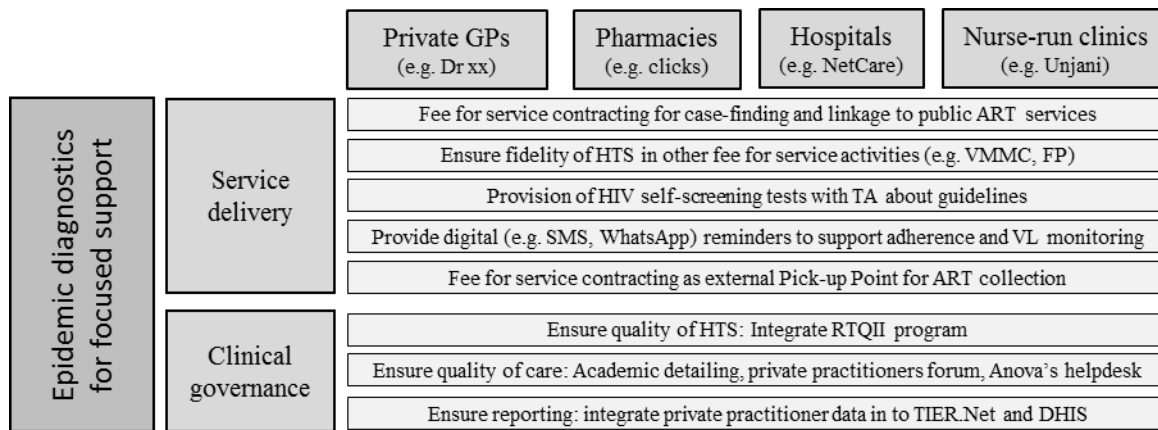 Private GPs
(e.g. Dr xx)
Pharmacies
(e.g. clicks)
Hospitals
(e.g. NetCare)
Nurse-run clinics
(e.g. Unjani)
Epidemic diagnostics
for focused support
Service
delivery
Fee for service contracting for case-finding and linkage to public ART services
Ensure fidelity of HTS in other fee for service activities (e.g. VMMC, FP)
Provision of HIV self-screening tests with TA about guidelines
Provide digital (e.g. SMS, WhatsApp) reminders to support adherence and VL monitoring
Fee for service contracting as external Pick-up Point for ART collection
Clinical
governance
Ensure quality of HTS: Integrate RTQII program
Ensure quality of care: Academic detailing, private practitioners forum, Anova's helpdesk
Ensure reporting: integrate private practitioner data in to TIER.Net and DHIS